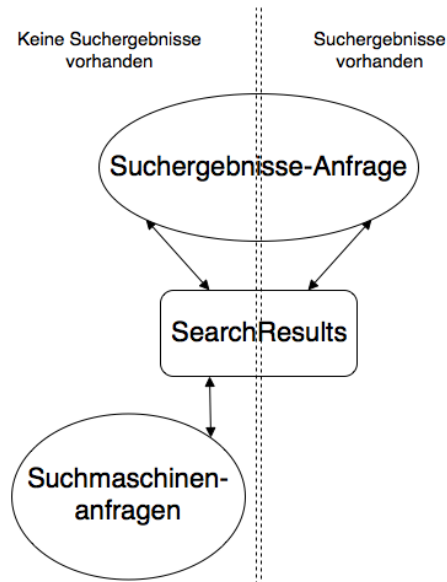 Keine Suchergebnisse
vorhanden
Suchergebnisse
vorhanden
Suchergebnisse-Anfrage
SearchResults
Suchmaschinen-
anfragen